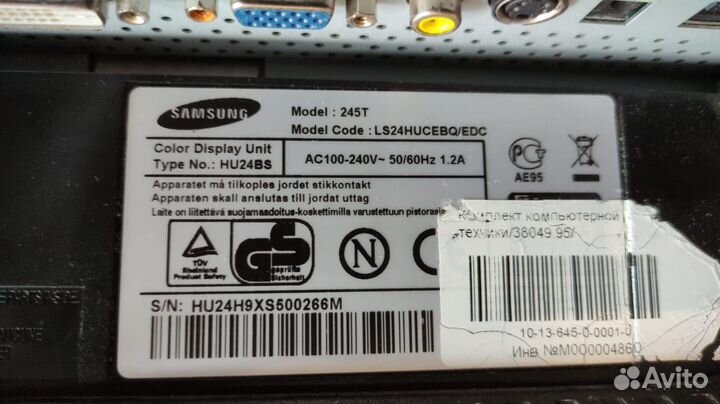 SAMSUNG
Model : 245T
Model Code : LS24HUCEBQ/EDC
Color Display Unit
Type No.: HU24BS
AC100-240V~ 50/60Hz 1.2A
AE95
Apparatet må tilkoples jordet stikkontakt
Apparaten skall anslutas till jordat uttag
Laite on liitettävä suojamaadoitus-koskettimilla varustettuun pistorasia
TÜV
Rheinland
Product Safety
GS
geprüfte
Sicherheit
N
S/N: HU24H9XS500266M
Комплект компьютерной
техники/38049.95/
10-13-645-0-0001-0
Инв №М000004860
Avito